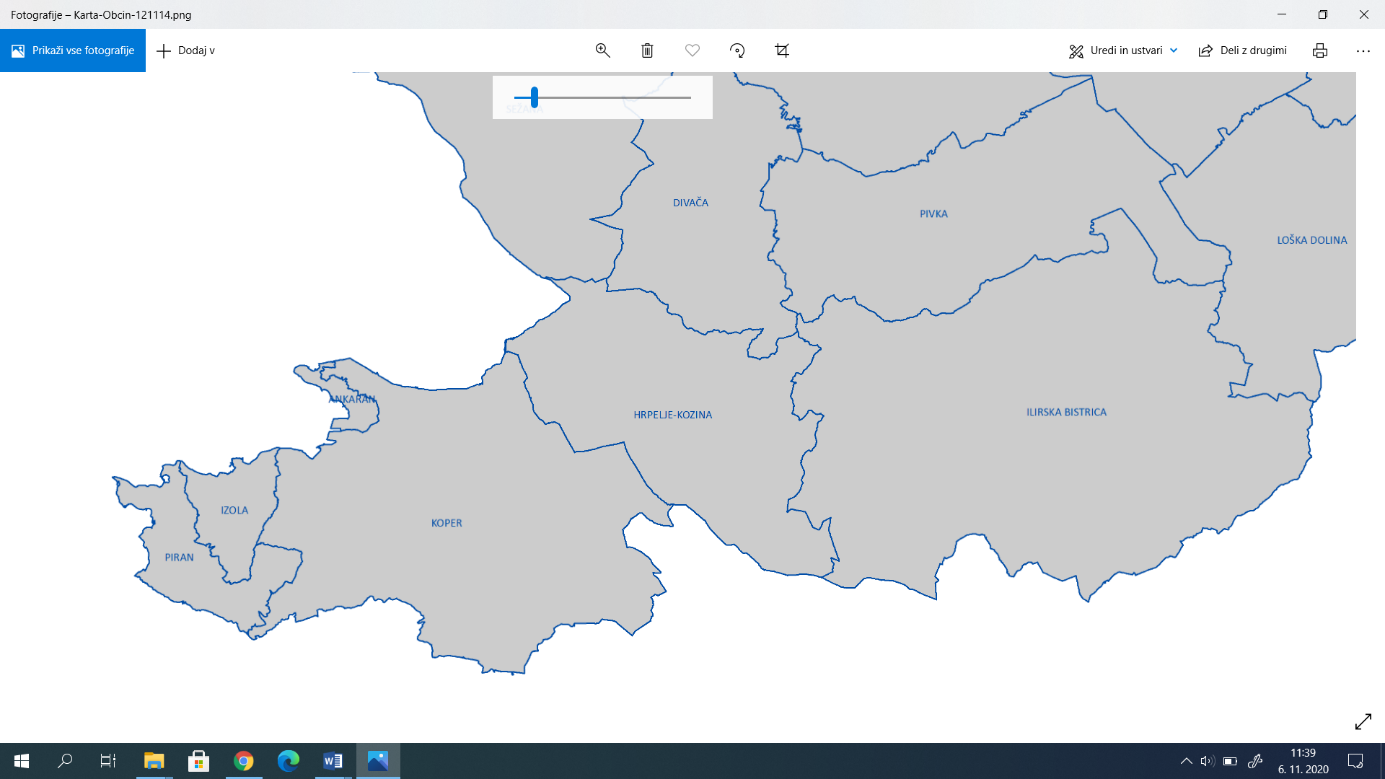 Fotografije – Karta-Obcin-121114.png
Prikaži vse fotografije
Dodaj v
Uredi in ustvari
Deli z drugimi
DIVAČA
PIVKA
LOŠKA DOLINA
ANKARAN
HRPELJE-KOZINA
ILIRSKA BISTRICA
IZOLA
KOPER
PIRAN
11:39
6. 11. 2020